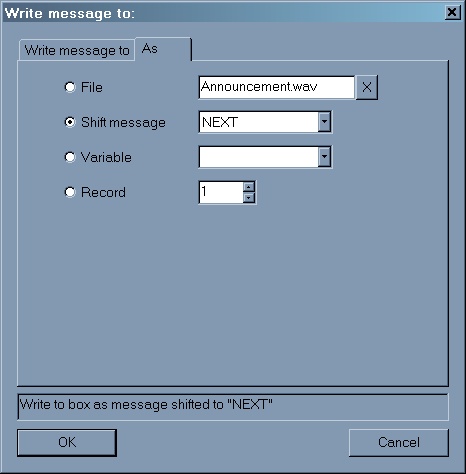 Write message to:
Write message to As
File Announcement.wav X
Shift message NEXT
Variable
Record 1
Write to box as message shifted to "NEXT"
OK Cancel